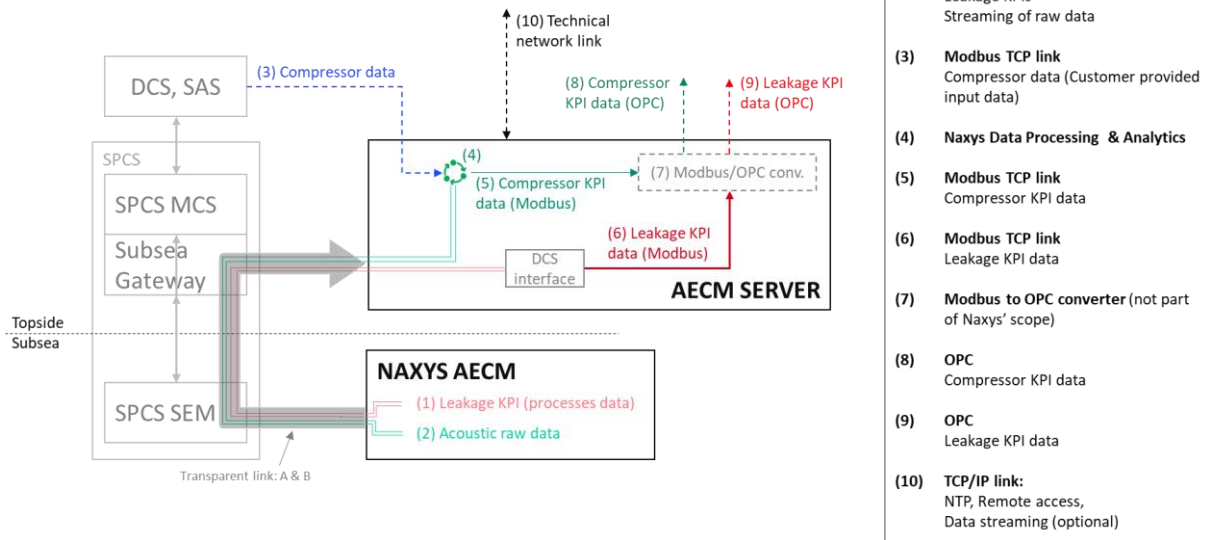 (10) Technical
network link
DCS, SAS
(3) Compressor data
(8) Compressor
KPI data (OPC)
(9) Leakage KPI
data (OPC)
SPCS
SPCS MCS
Subsea
Gateway
(4)
(5) Compressor KPI
data (Modbus)
(7) Modbus/OPC conv.
(6) Leakage KPI
data (Modbus)
DCS
interface
AECM SERVER
Topside
Subsea
SPCS SEM
NAXYS AECM
(1) Leakage KPI (processes data)
(2) Acoustic raw data
Transparent link: A & B
Streaming of raw data
(3) Modbus TCP link
Compressor data (Customer provided
input data)
(4) Naxys Data Processing & Analytics
(5) Modbus TCP link
Compressor KPI data
(6) Modbus TCP link
Leakage KPI data
(7) Modbus to OPC converter (not part
of Naxys' scope)
(8) OPC
Compressor KPI data
(9) OPC
Leakage KPI data
(10) TCP/IP link:
NTP, Remote access,
Data streaming (optional)